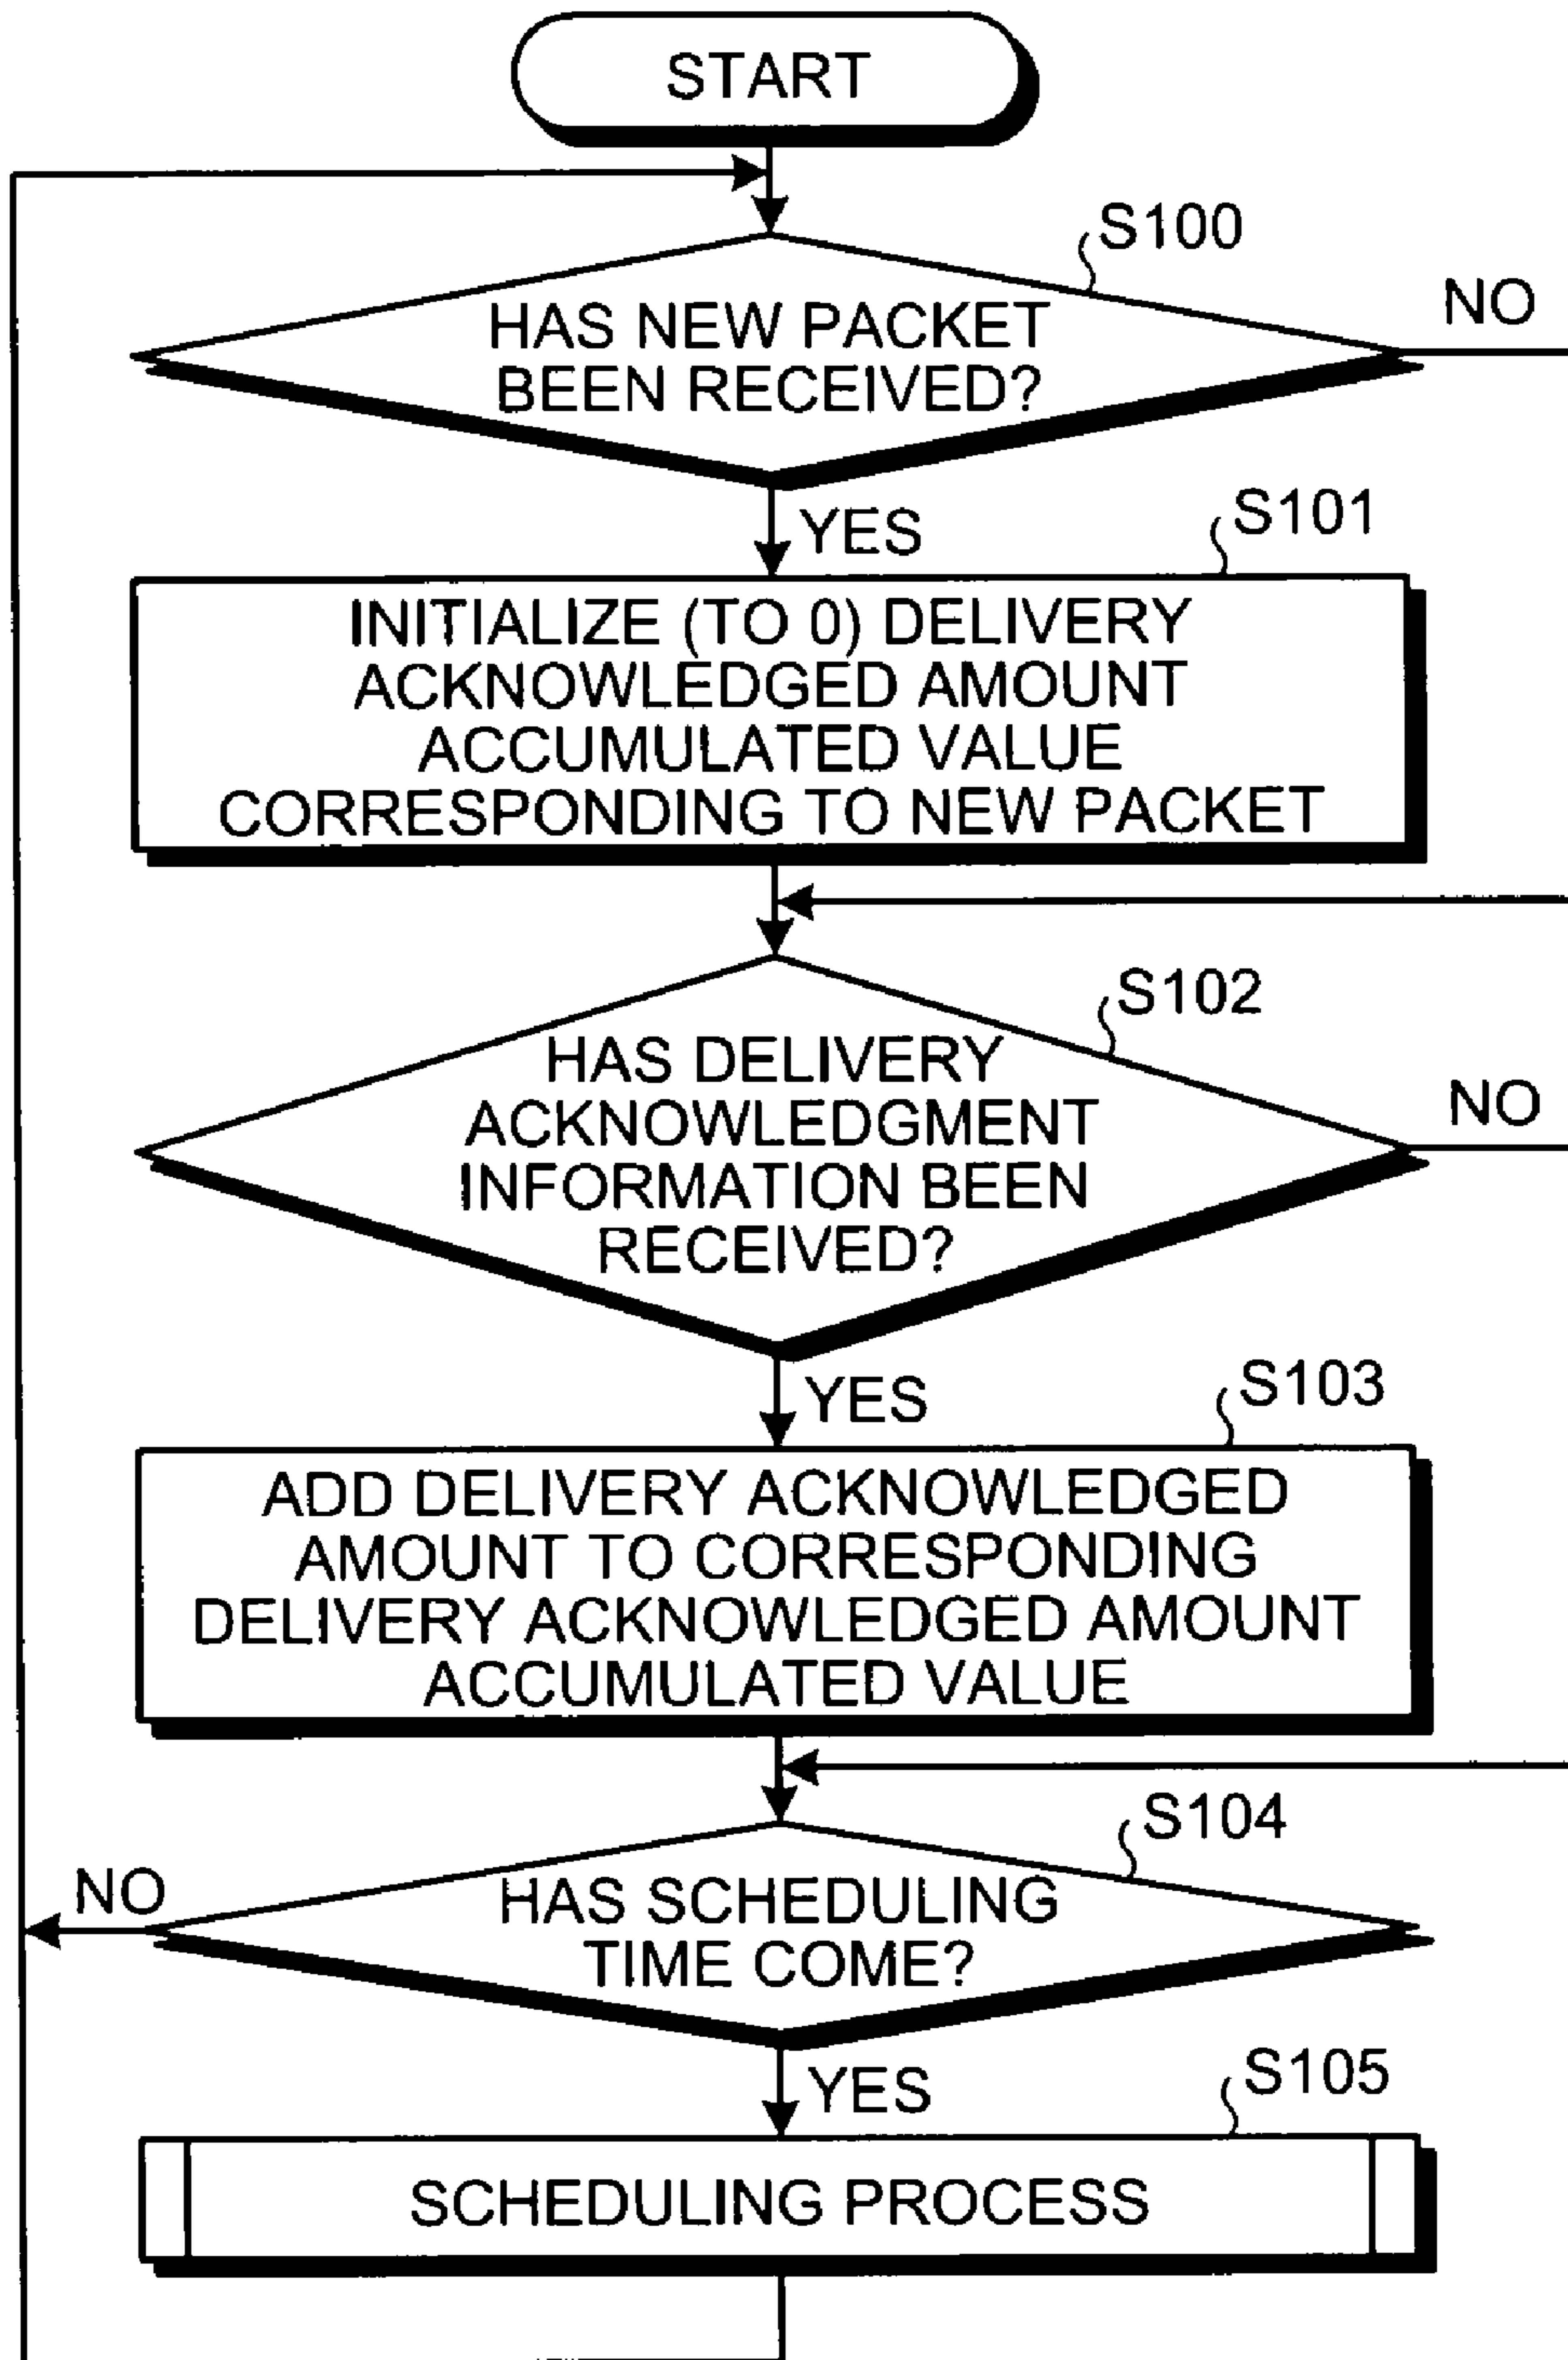 START
S100
HAS NEW PACKET
BEEN RECEIVED?
NO
YES
S101
INITIALIZE (TO 0) DELIVERY
ACKNOWLEDGED AMOUNT
ACCUMULATED VALUE
CORRESPONDING TO NEW PACKET
S102
HAS DELIVERY
ACKNOWLEDGMENT
INFORMATION BEEN
RECEIVED?
NO
YES
S103
ADD DELIVERY ACKNOWLEDGED
AMOUNT TO CORRESPONDING
DELIVERY ACKNOWLEDGED AMOUNT
ACCUMULATED VALUE
S104
NO
HAS SCHEDULING
TIME COME?
YES
S105
SCHEDULING PROCESS